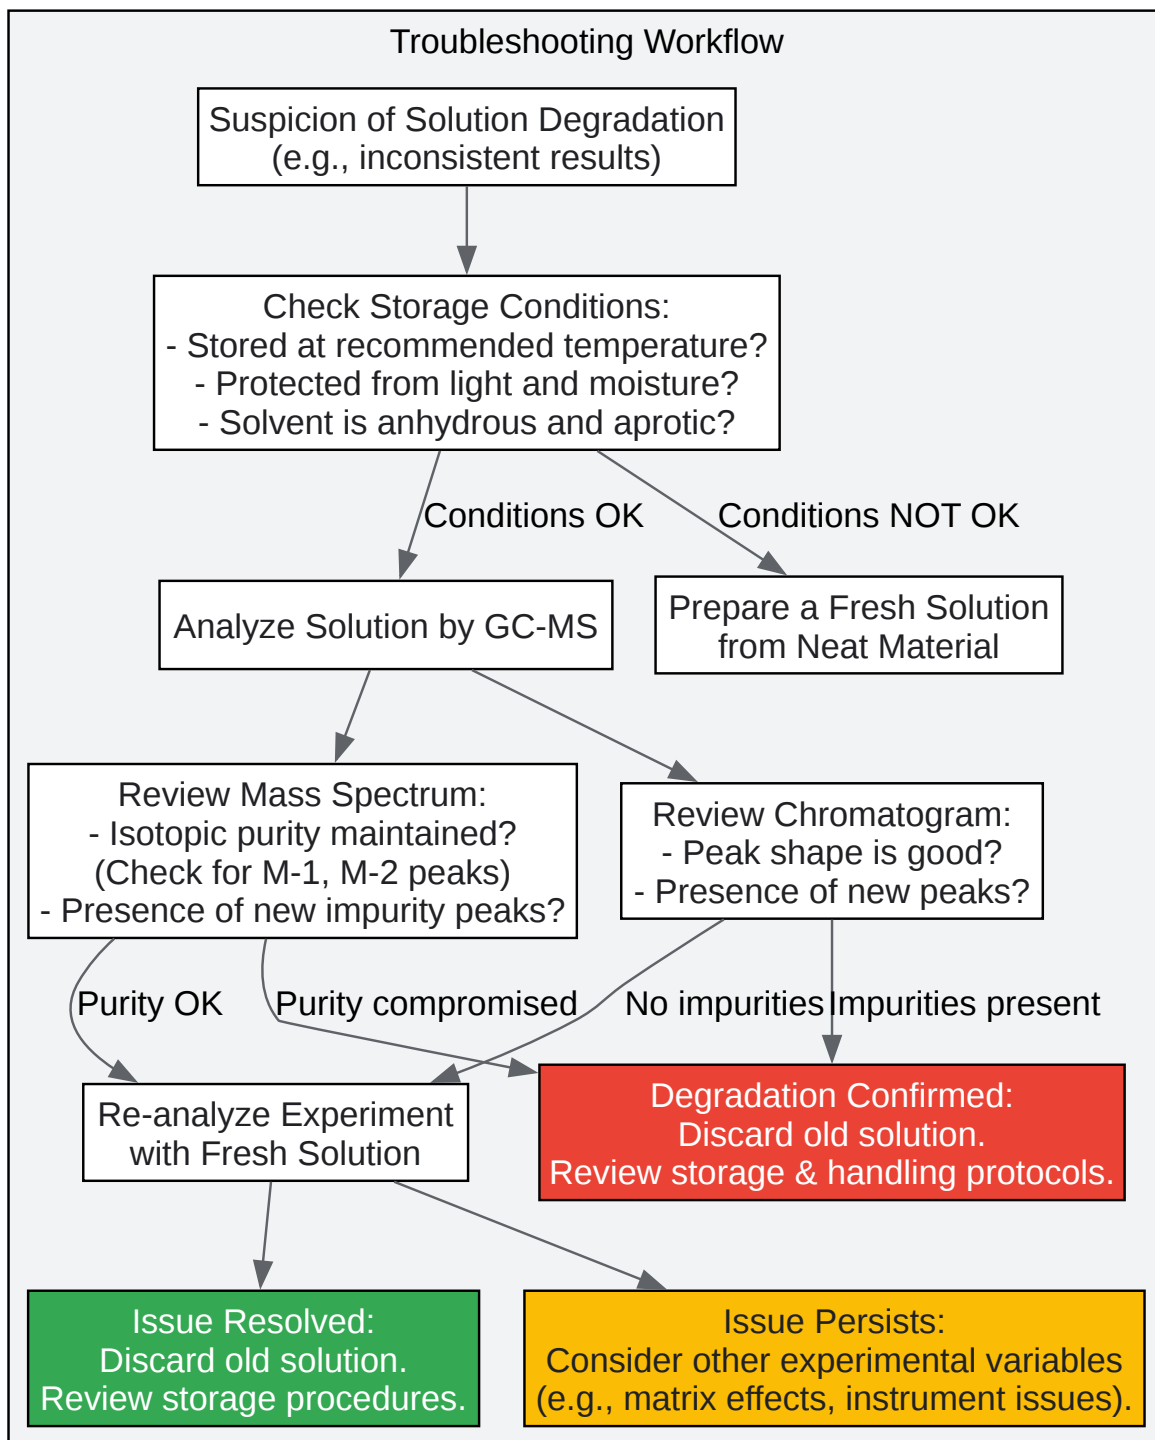 Troubleshooting Workflow
Suspicion of Solution Degradation
(e.g., inconsistent results)
Check Storage Conditions:
- Stored at recommended temperature?
- Protected from light and moisture?
- Solvent is anhydrous and aprotic?
Conditions OK
Conditions NOT OK
Analyze Solution by GC-MS
Prepare a Fresh Solution
from Neat Material
Review Mass Spectrum:
- Isotopic purity maintained?
(Check for M-1, M-2 peaks)
- Presence of new impurity peaks?
Review Chromatogram:
- Peak shape is good?
- Presence of new peaks?
Purity OK
Purity compromised
No impurities
Impurities present
Re-analyze Experiment
with Fresh Solution
Degradation Confirmed:
Discard old solution.
Review storage & handling protocols.
Issue Resolved:
Discard old solution.
Review storage procedures.
Issue Persists:
Consider other experimental variables
(e.g., matrix effects, instrument issues).